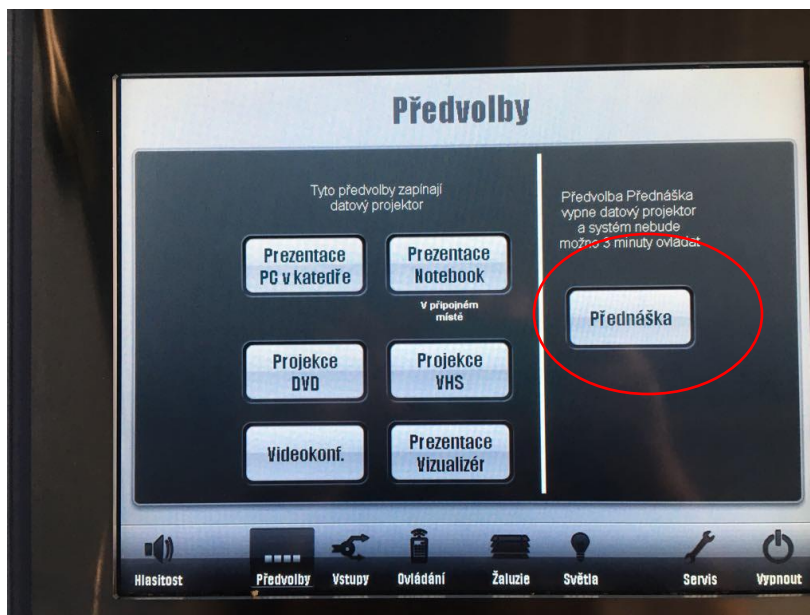 Předvolby
Tyto předvolby zapínají
datový projektor
Předvolba Přednáška
vypne datový projektor
a systém nebude
možno 3 minuty ovládat
Prezentace
PC v katedře
Prezentace
Notebook
V připojném
místě
Přednáška
Projekce
DVD
Projekce
VHS
Videokonf.
Prezentace
Vizualizér
Hlasitost
Předvolby
Vstupy
Ovládání
Žaluzie
Světla
Servis
Vypnout